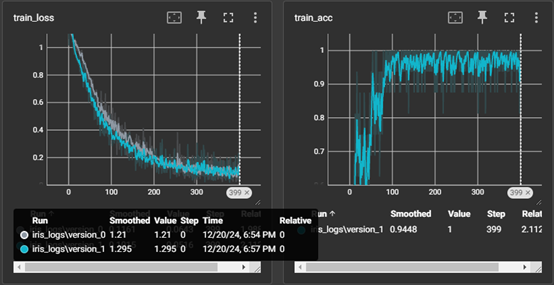 train_loss
1
0.8
0.6
0.4
0.2
0 100 200 300 399
Run Smoothed Value Step Time Relative
iris_logs\version_0 1.21 1.21 0 12/20/24, 6:54 PM 0
iris_logs\version_1 1.295 1.295 0 12/20/24, 6:57 PM 0
train_acc
1
0.9
0.8
0.7
0.6
0 100 200 300 399
Run Smoothed Value Step Relati
iris_logs\version_1 0.9448 1 399 2.112